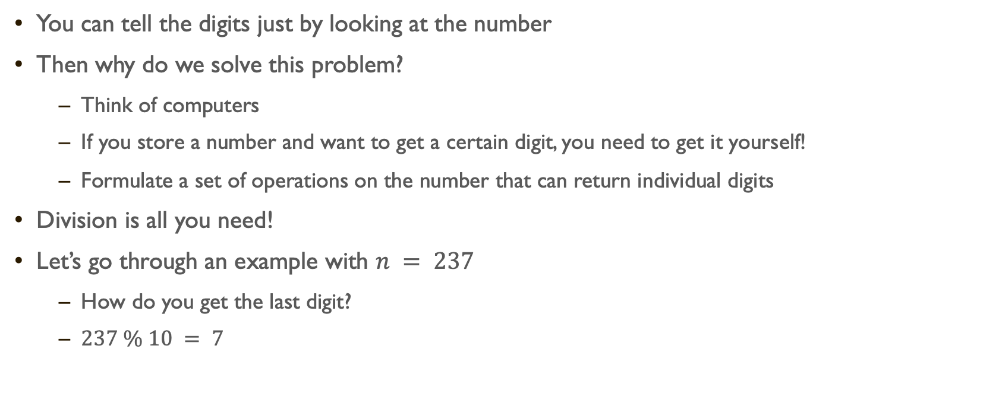 • You can tell the digits just by looking at the number
• Then why do we solve this problem?
– Think of computers
– If you store a number and want to get a certain digit, you need to get it yourself!
– Formulate a set of operations on the number that can return individual digits
• Division is all you need!
• Let’s go through an example with n = 237
– How do you get the last digit?
– 237 % 10 = 7